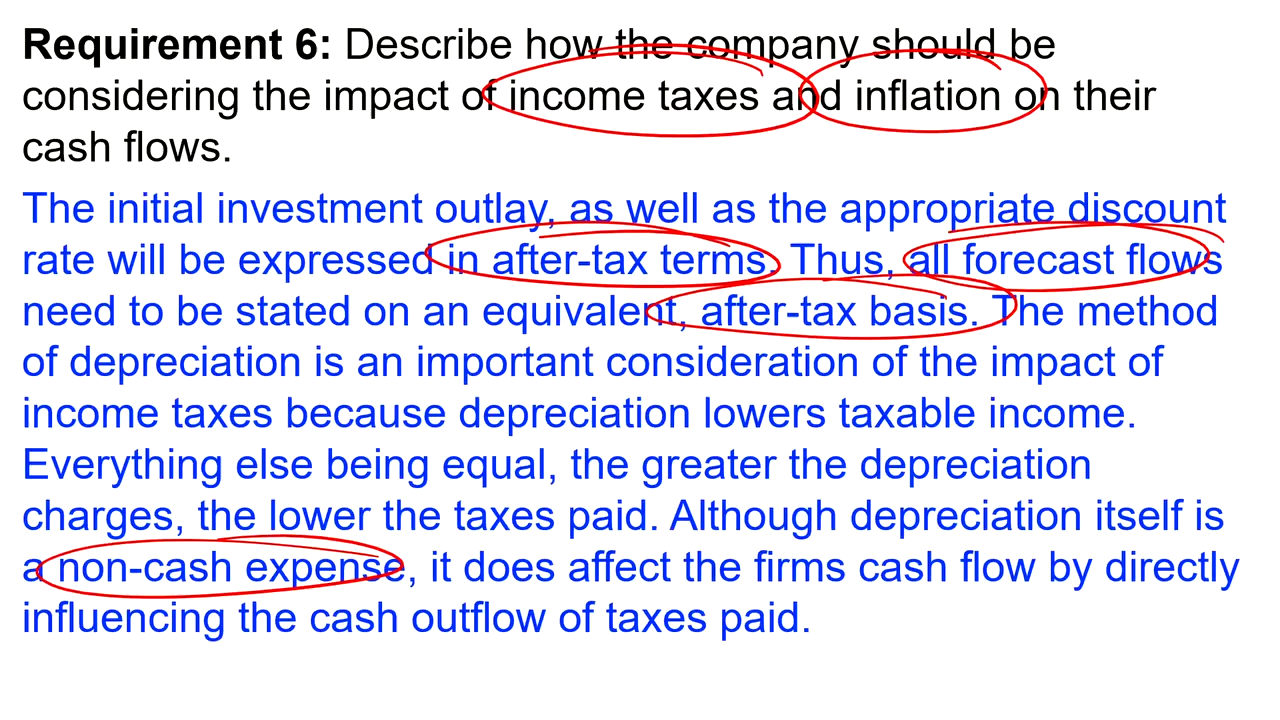 Requirement 6: Describe how the company should be
considering the impact of income taxes and inflation on their
cash flows.
The initial investment outlay, as well as the appropriate discount
rate will be expressed in after-tax terms. Thus, all forecast flows
need to be stated on an equivalent, after-tax basis. The method
of depreciation is an important consideration of the impact of
income taxes because depreciation lowers taxable income.
Everything else being equal, the greater the depreciation
charges, the lower the taxes paid. Although depreciation itself is
a non-cash expense, it does affect the firms cash flow by directly
influencing the cash outflow of taxes paid.